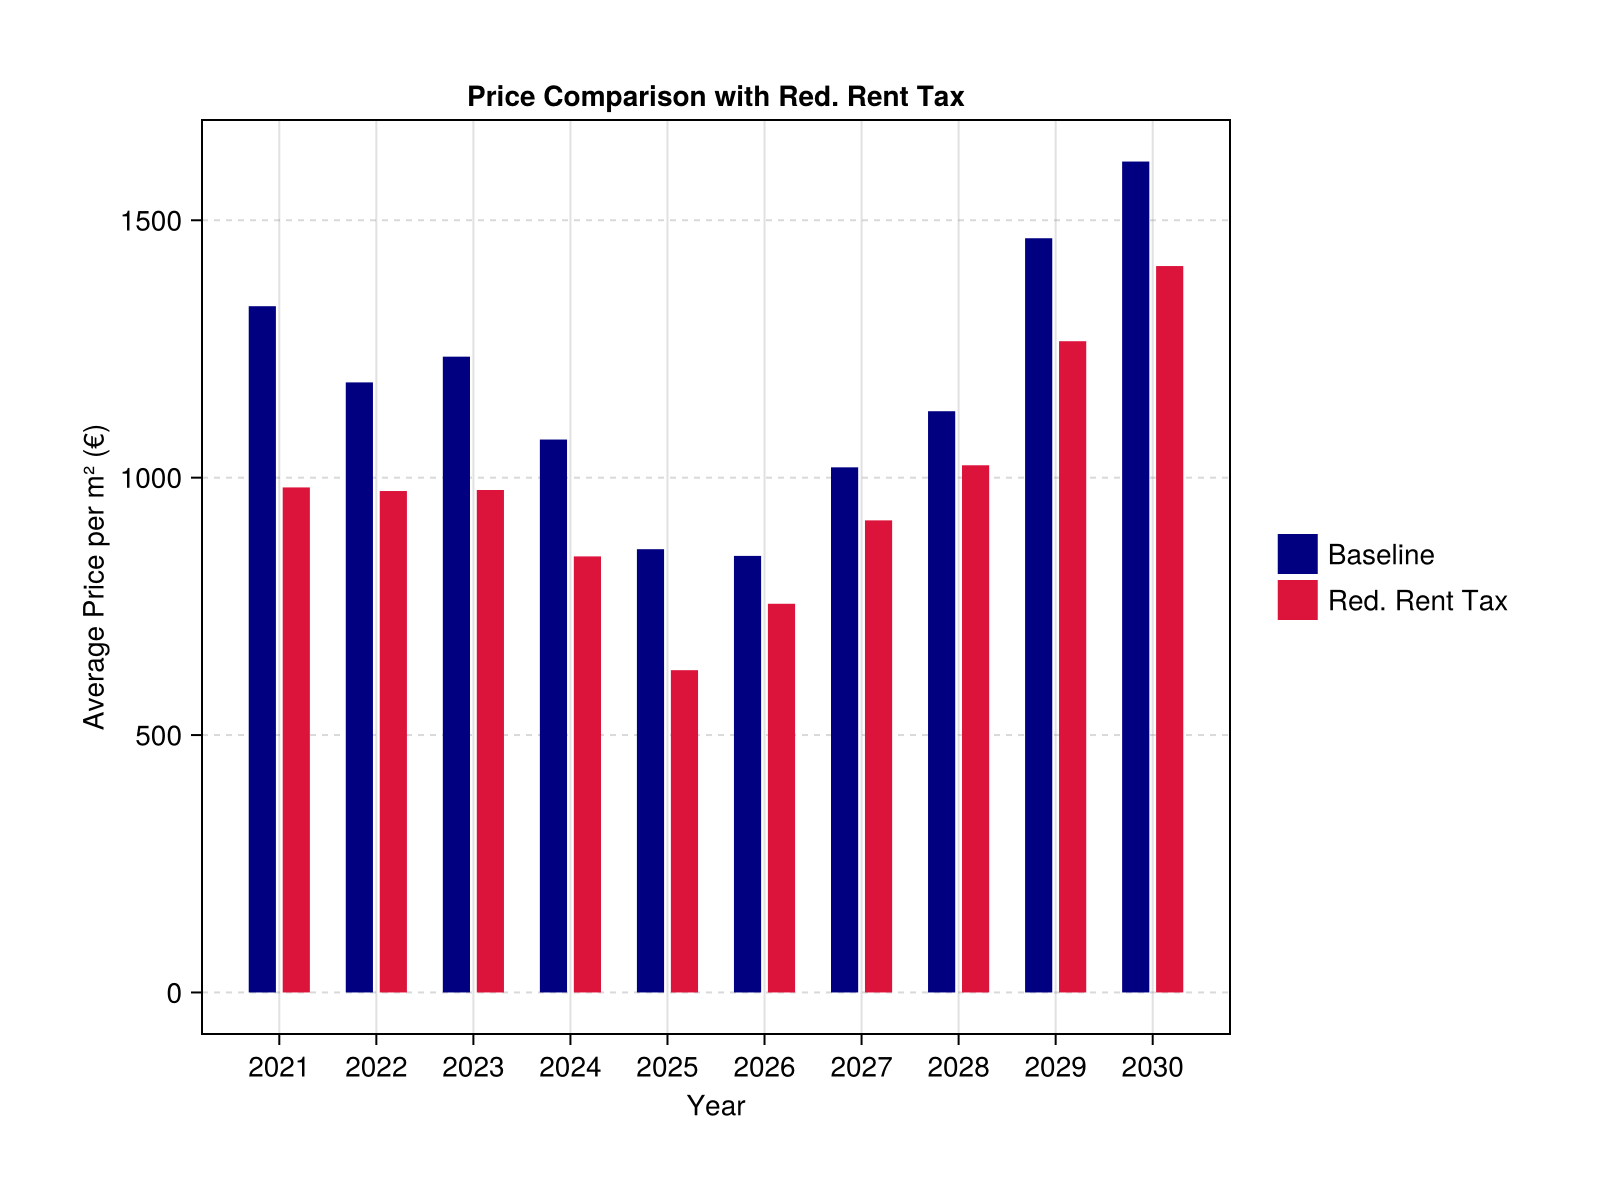 Price Comparison with Red. Rent Tax
Average Price per m² (€)
1500
1000
500
0
2021 2022 2023 2024 2025 2026 2027 2028 2029 2030
Year
Baseline
Red. Rent Tax